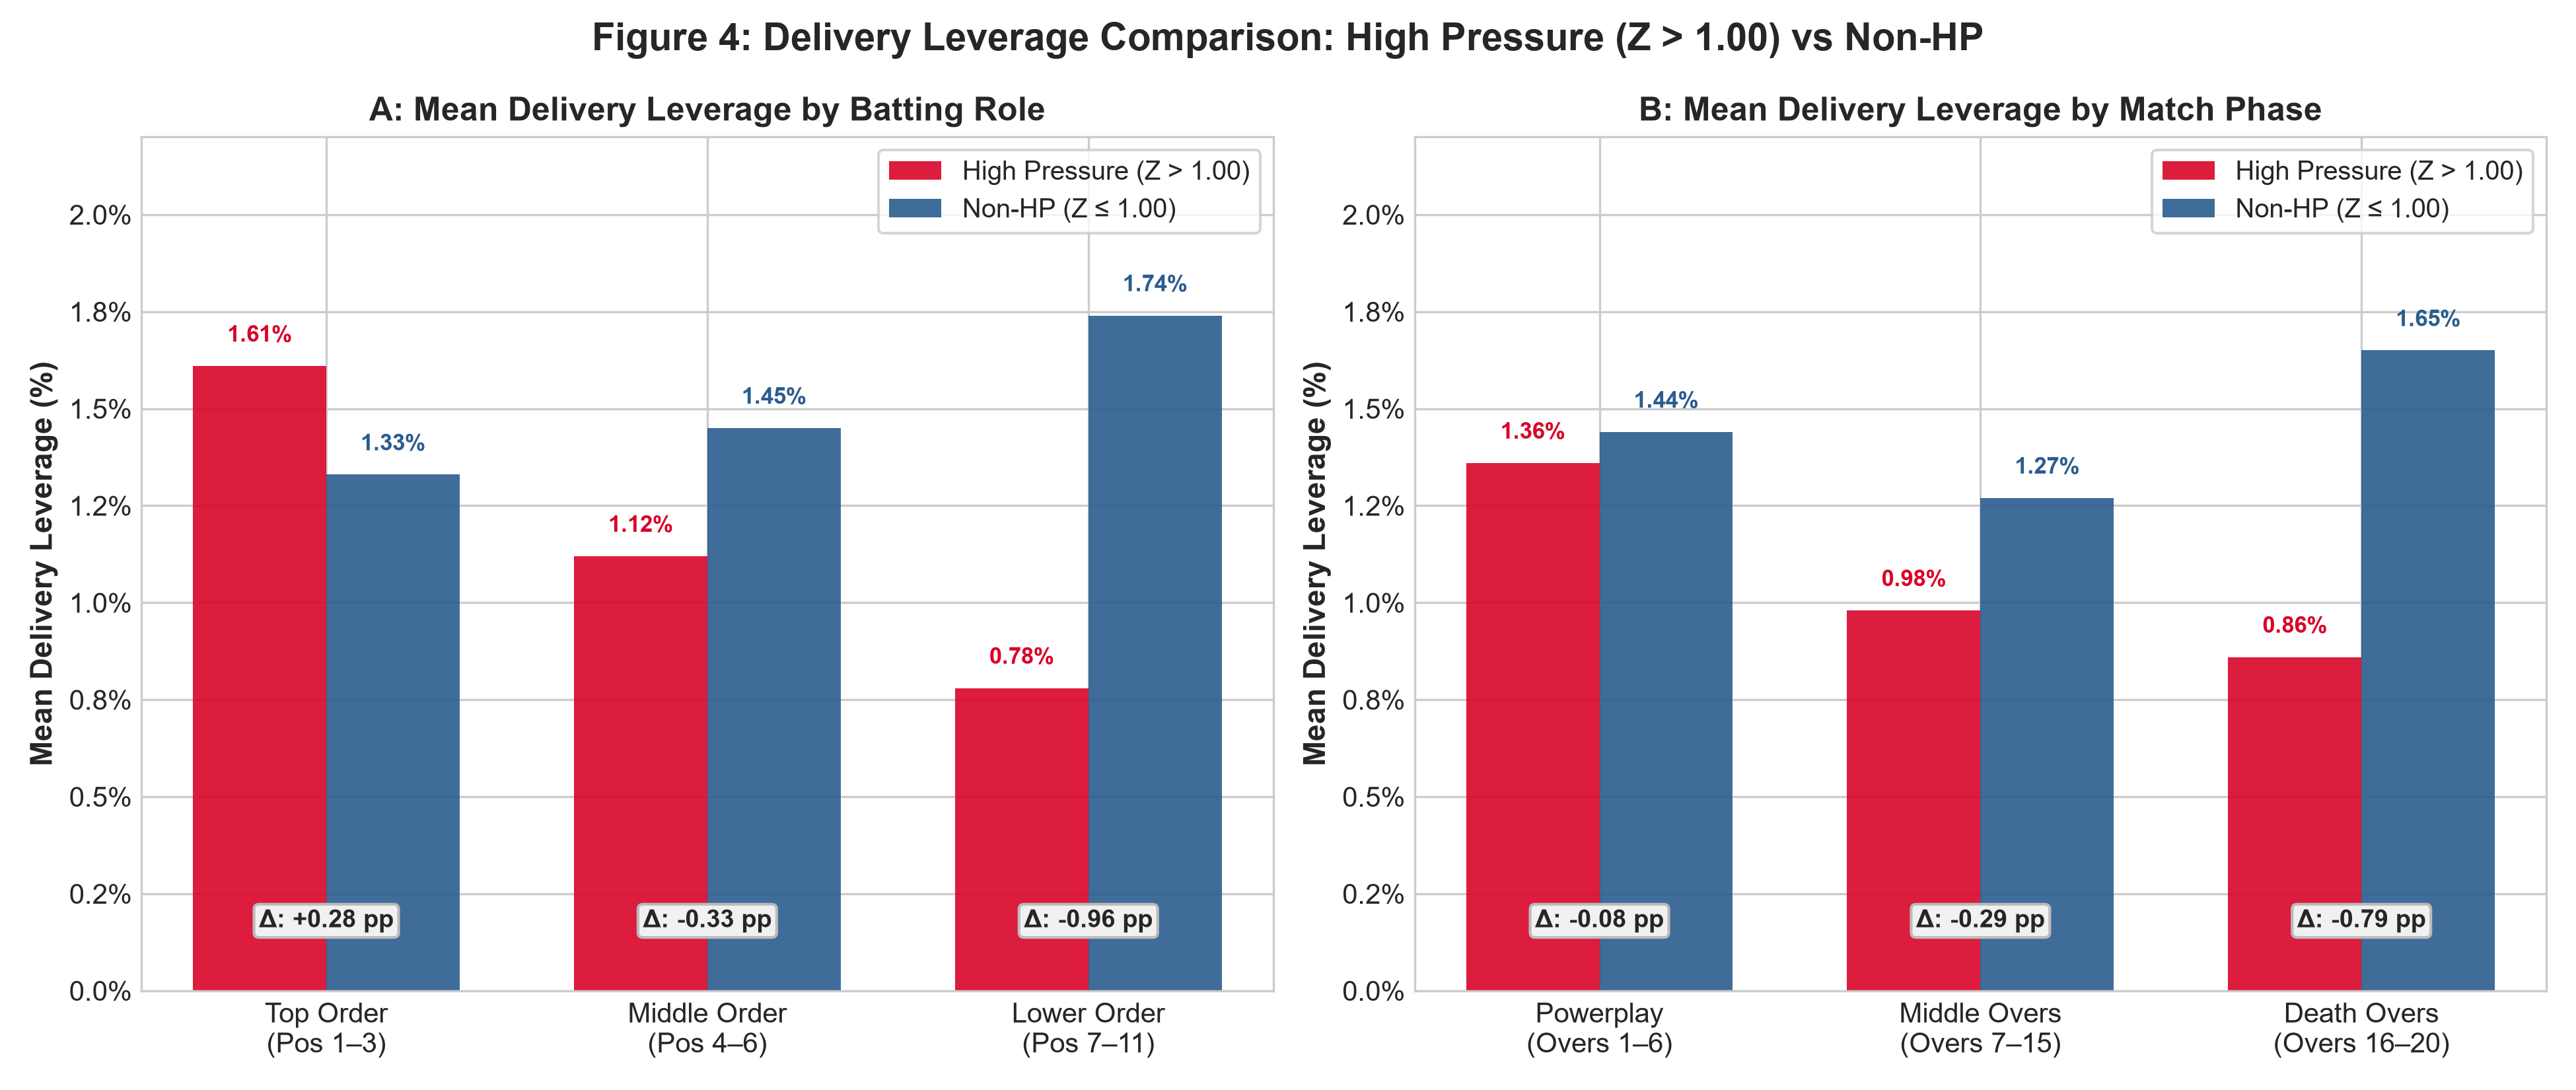 Figure 4: Delivery Leverage Comparison: High Pressure (Z > 1.00) vs Non-HP
A: Mean Delivery Leverage by Batting Role
High Pressure (Z > 1.00)
Non-HP (Z ≤ 1.00)
Mean Delivery Leverage (%)
2.0%
1.8%
1.5%
1.2%
1.0%
0.8%
0.5%
0.2%
0.0%
1.61%
1.33%
1.12%
1.45%
0.78%
1.74%
Δ: +0.28 pp
Δ: -0.33 pp
Δ: -0.96 pp
Top Order
(Pos 1–3)
Middle Order
(Pos 4–6)
Lower Order
(Pos 7–11)
B: Mean Delivery Leverage by Match Phase
High Pressure (Z > 1.00)
Non-HP (Z ≤ 1.00)
Mean Delivery Leverage (%)
2.0%
1.8%
1.5%
1.2%
1.0%
0.8%
0.5%
0.2%
0.0%
1.36%
1.44%
0.98%
1.27%
0.86%
1.65%
Δ: -0.08 pp
Δ: -0.29 pp
Δ: -0.79 pp
Powerplay
(Overs 1–6)
Middle Overs
(Overs 7–15)
Death Overs
(Overs 16–20)